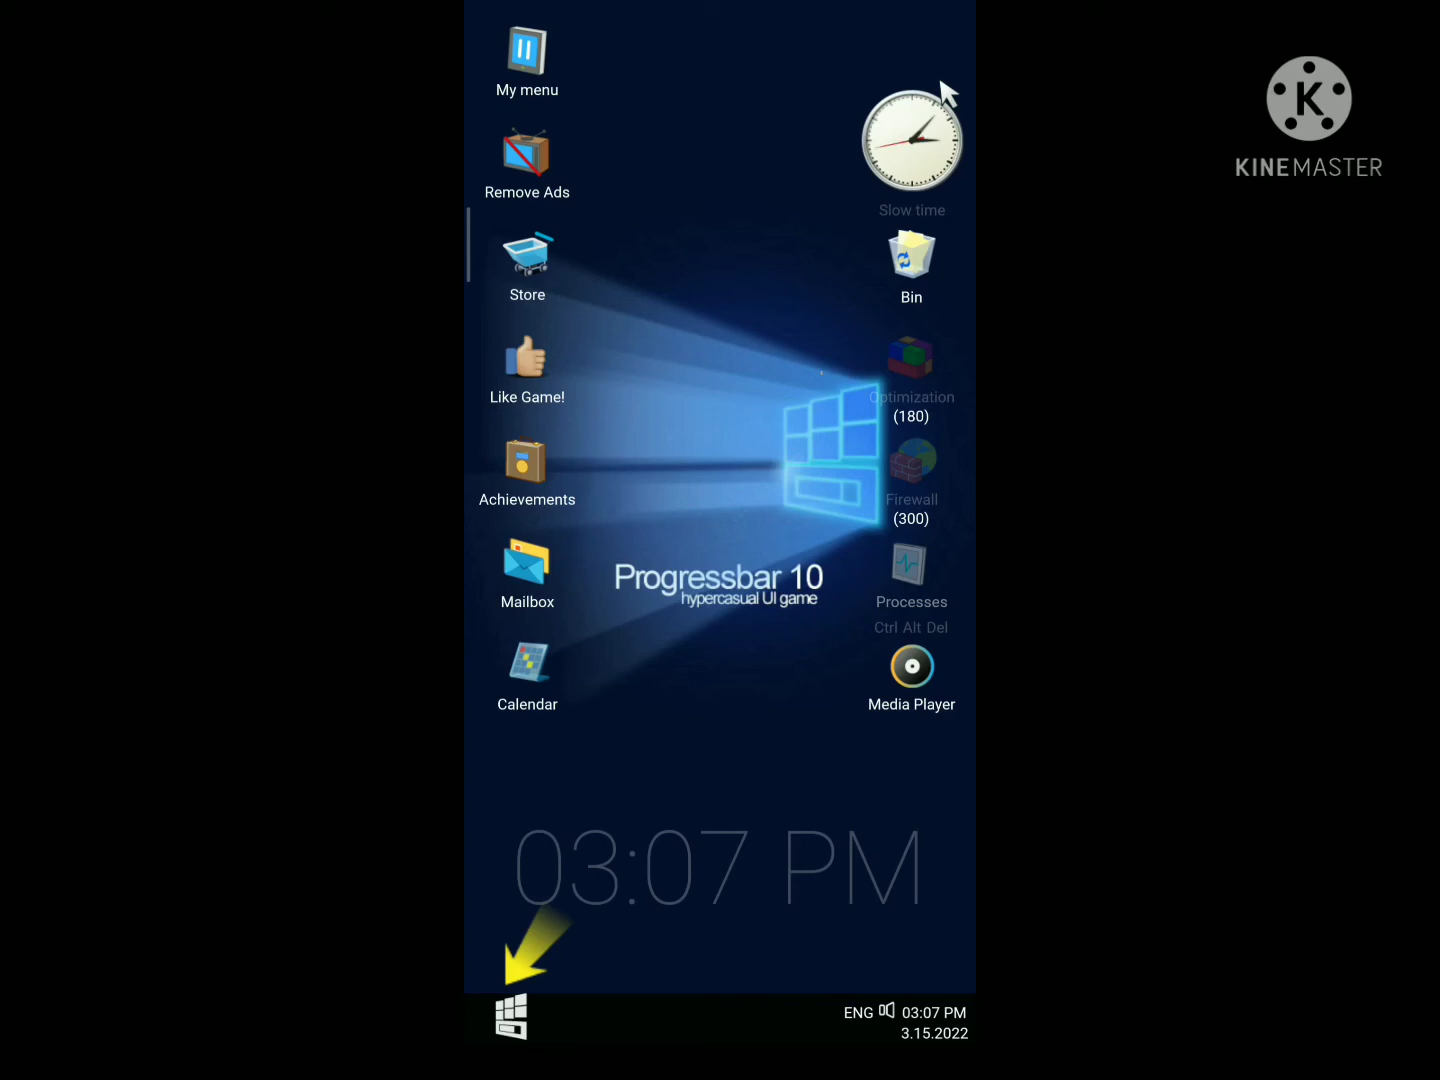 My menu
Remove Ads
Store
Like Game!
Achievements
Mailbox
Calendar
Slow time
Bin
Optimization
(180)
Firewall
(300)
Processes
Ctrl Alt Del
Media Player
Progressbar 10
hypercasual UI game
03:07 PM
ENG 03:07 PM
3.15.2022
K
KINEMASTER